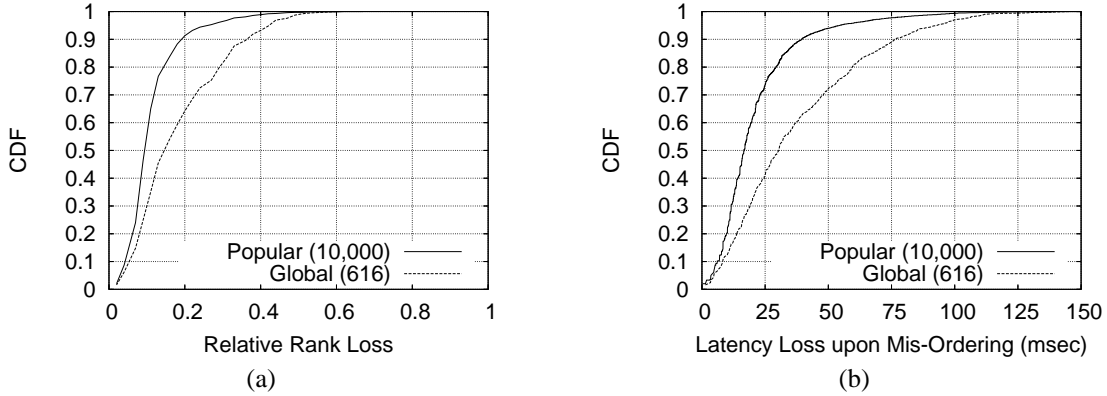 1
0.9
0.8
0.7
0.6
0.5
0.4
0.3
0.2
0.1
0
CDF
Popular (10,000)
Global (616)
0 0.2 0.4 0.6 0.8 1
Relative Rank Loss
(a)
1
0.9
0.8
0.7
0.6
0.5
0.4
0.3
0.2
0.1
0
CDF
Popular (10,000)
Global (616)
0 25 50 75 100 125 150
Latency Loss upon Mis-Ordering (msec)
(b)